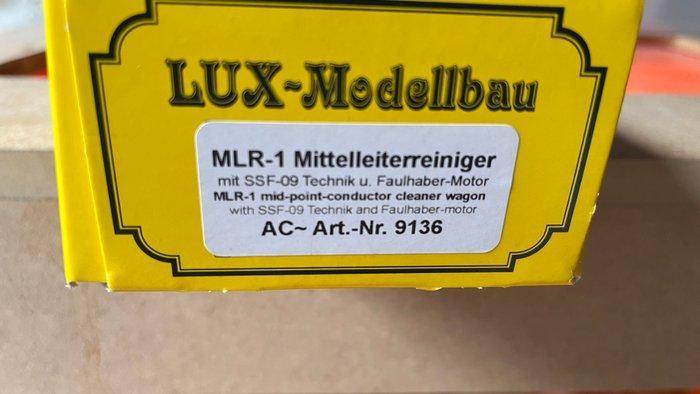 LUX~Modellbau
MLR-1 Mittelleiterreiniger
mit SSF-09 Technik u. Faulhaber-Motor
MLR-1 mid-point-conductor cleaner wagon
with SSF-09 Technik and Faulhaber-motor
AC~ Art.-Nr. 9136